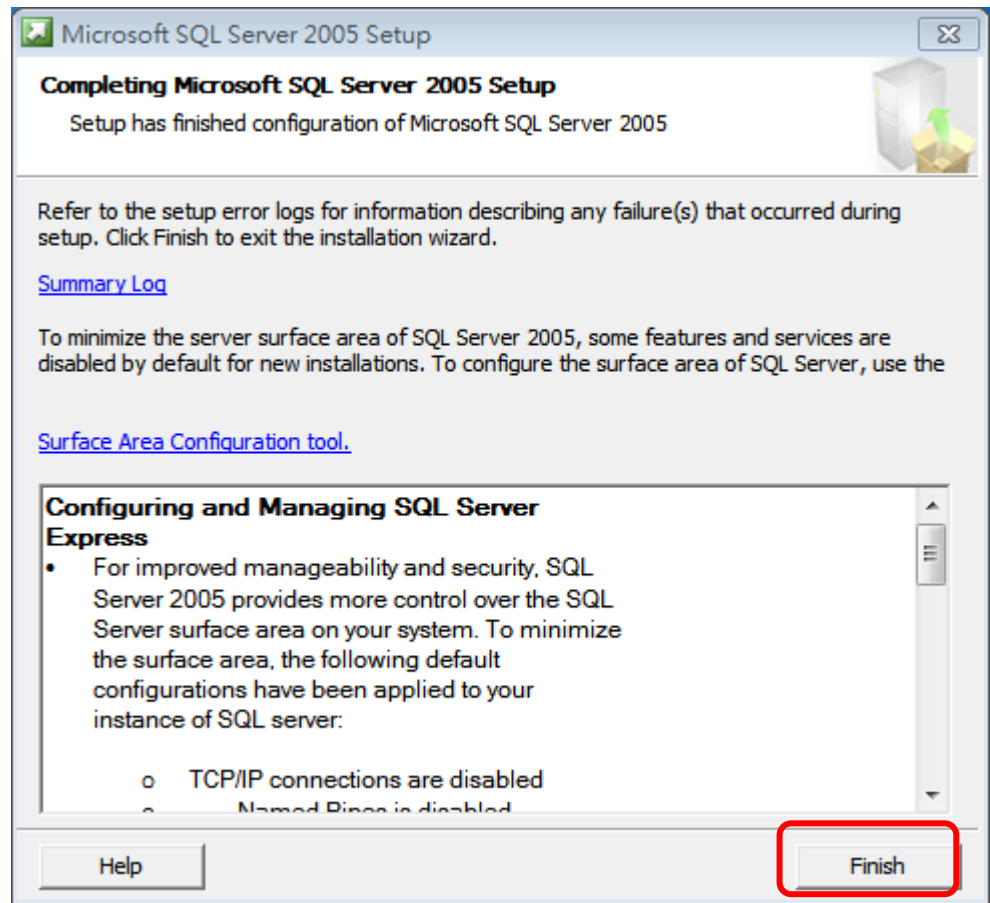 Microsoft SQL Server 2005 Setup
Completing Microsoft SQL Server 2005 Setup
Setup has finished configuration of Microsoft SQL Server 2005
Refer to the setup error logs for information describing any failure(s) that occurred during
setup. Click Finish to exit the installation wizard.
Summary Log
To minimize the server surface area of SQL Server 2005, some features and services are
disabled by default for new installations. To configure the surface area of SQL Server, use the
Surface Area Configuration tool.
Configuring and Managing SQL Server
Express
• For improved manageability and security, SQL
Server 2005 provides more control over the SQL
Server surface area on your system. To minimize
the surface area, the following default
configurations have been applied to your
instance of SQL server:
o TCP/IP connections are disabled
o Named Pipes is disabled
Help
Finish